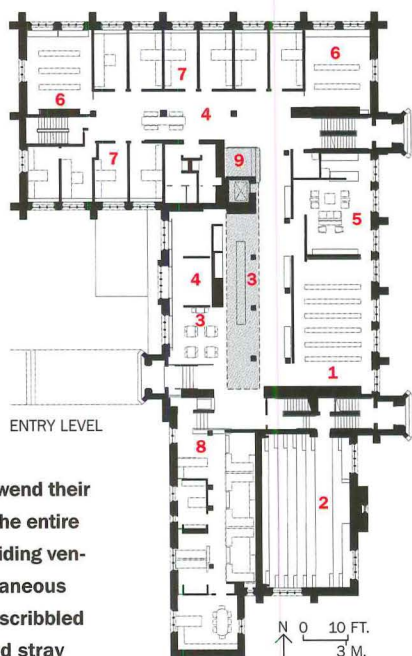 6
7
4
6
9
7
5
4
3
3
1
ENTRY LEVEL
8
2
wend their
he entire
iding ven-
aneous
scribbled
d stray
N 0 10 FT.
3 M.